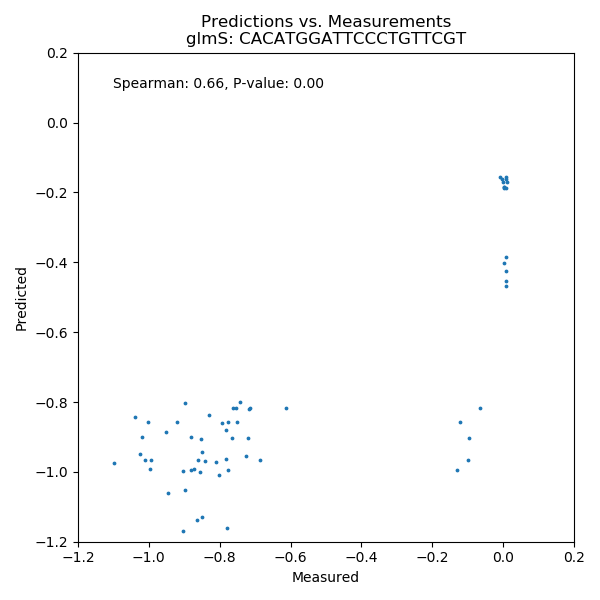 Predictions vs. Measurements
glmS: CACATGGATTCCCTGTTCGT
Spearman: 0.66, P-value: 0.00
0.2
0.0
−0.2
−0.4
−0.6
−0.8
−1.0
−1.2
Predicted
−1.2 −1.0 −0.8 −0.6 −0.4 −0.2 0.0 0.2
Measured